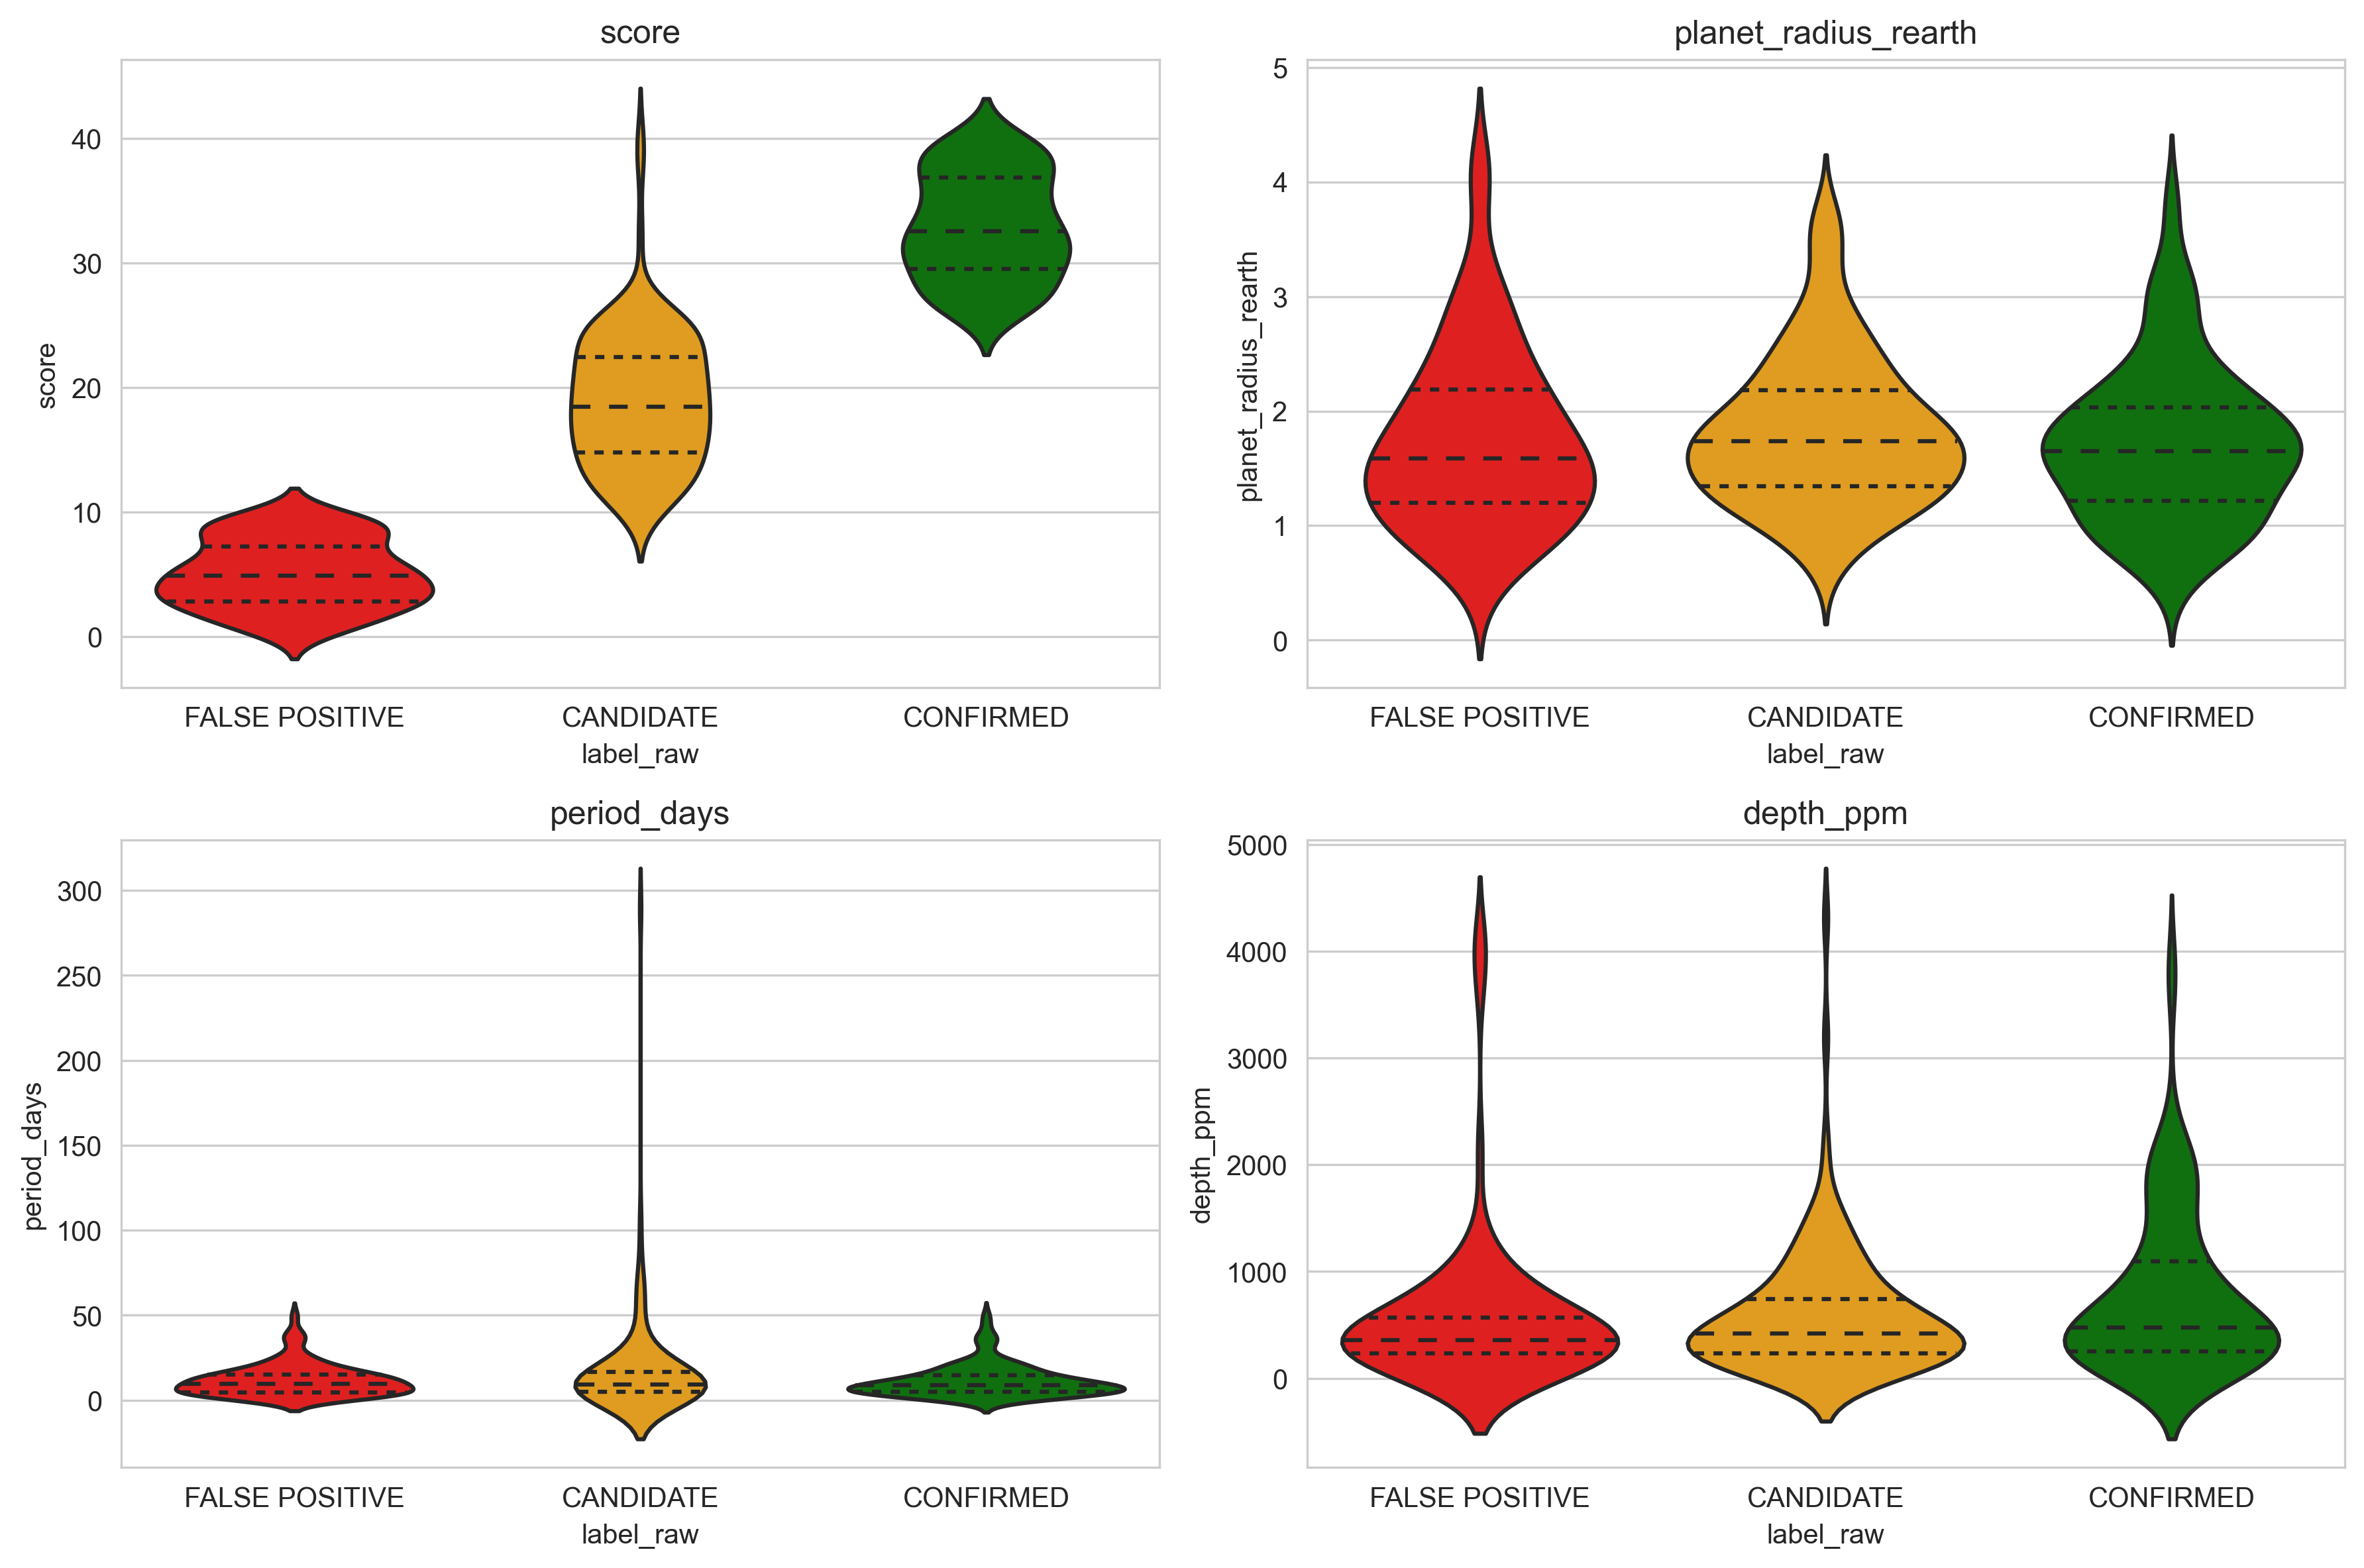 score
score
40
30
20
10
0
FALSE POSITIVE CANDIDATE CONFIRMED
label_raw
planet_radius_rearth
planet_radius_rearth
5
4
3
2
1
0
FALSE POSITIVE CANDIDATE CONFIRMED
label_raw
period_days
period_days
300
250
200
150
100
50
0
FALSE POSITIVE CANDIDATE CONFIRMED
label_raw
depth_ppm
depth_ppm
5000
4000
3000
2000
1000
0
FALSE POSITIVE CANDIDATE CONFIRMED
label_raw